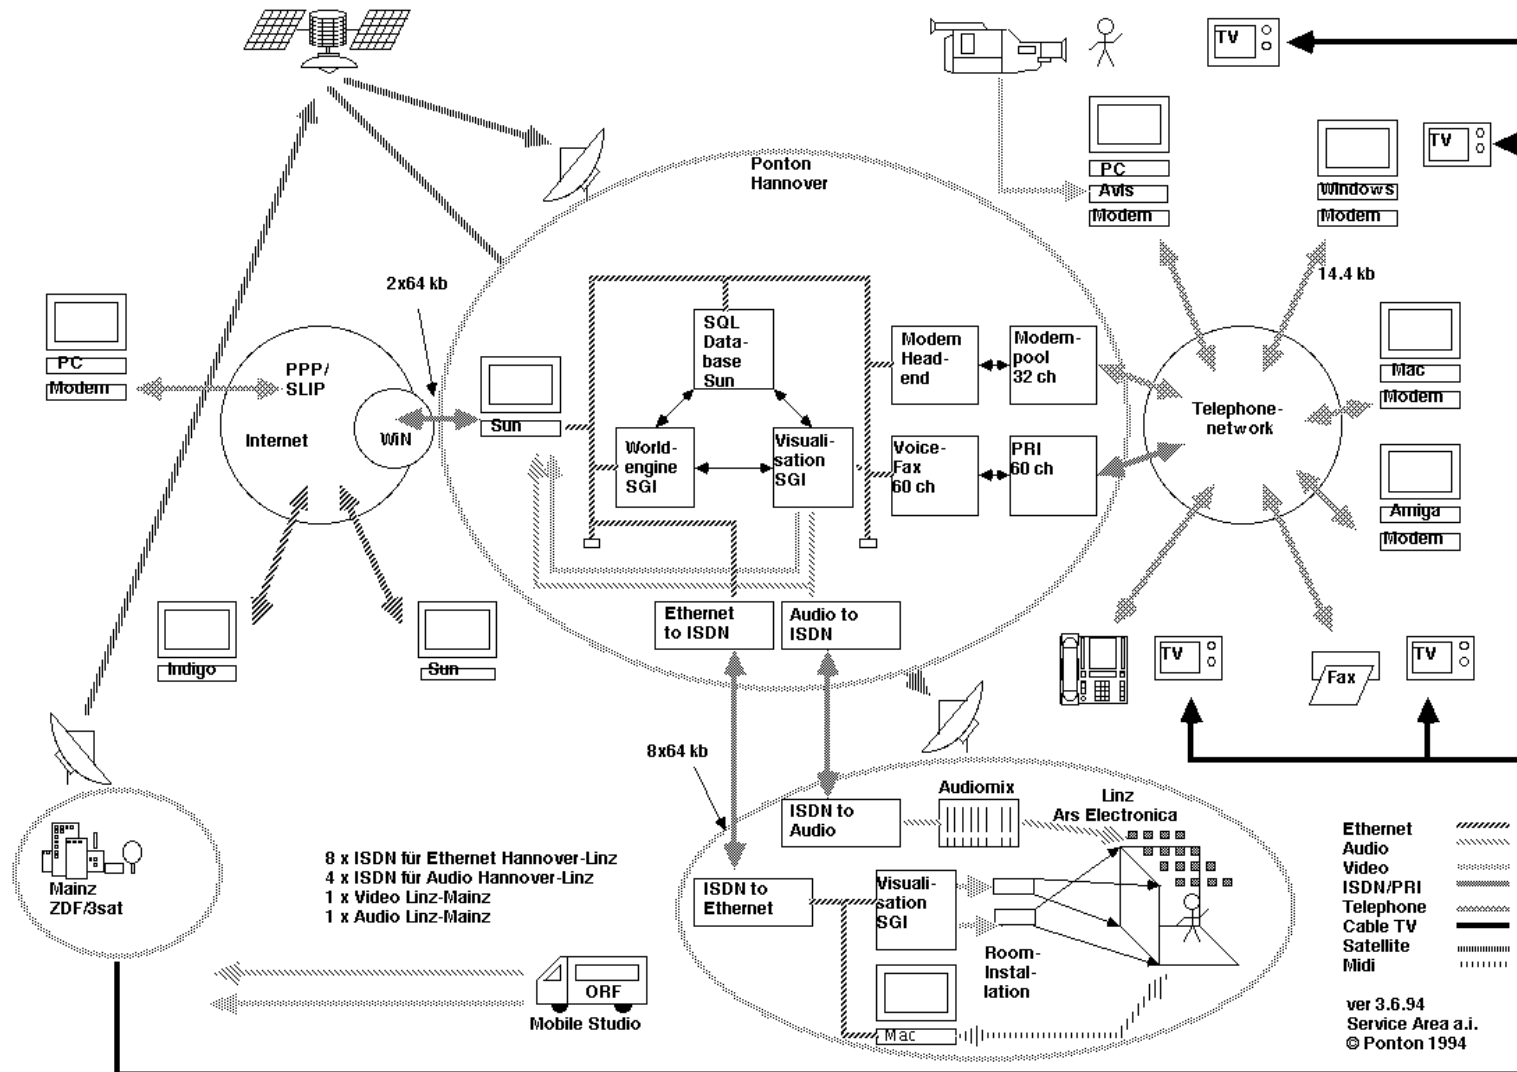 TV
TV
Ponton
Hannover
PC
Avis
Modem
Windows
Modem
14.4 kb
2x64 kb
PC
Modem
PPP/
SLIP
Internet
WiN
Sun
SQL
Data-
base
Sun
World-
engine
SGI
Visuali-
sation
SGI
Modem
Head-
end
Modem-
pool
32 ch
Voice-
Fax
60 ch
PRI
60 ch
Telephone-
network
Mac
Modem
Amiga
Modem
Indigo
Sun
Ethernet
to ISDN
Audio to
ISDN
TV
Fax
TV
8x64 kb
ISDN to
Audio
Audiomix
Linz
Ars Electronica
ISDN to
Ethernet
Visuali-
sation
SGI
Room-
Instal-
lation
Mac
Mainz
ZDF/3sat
8 x ISDN für Ethernet Hannover-Linz
4 x ISDN für Audio Hannover-Linz
1 x Video Linz-Mainz
1 x Audio Linz-Mainz
ORF
Mobile Studio
Ethernet
Audio
Video
ISDN/PRI
Telephone
Cable TV
Satellite
Midi
ver 3.6.94
Service Area a.i.
© Ponton 1994